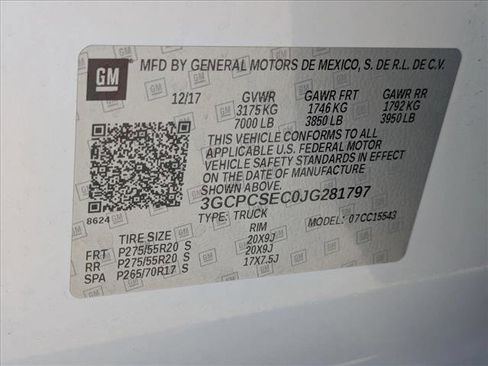 GM
MFD BY GENERAL MOTORS DE MEXICO, S. DE R.L. DE C.V.
12/17 GVWR GAWR FRT GAWR RR
3175 KG 1746 KG 1792 KG
7000 LB 3850 LB 3950 LB
THIS VEHICLE CONFORMS TO ALL
APPLICABLE U.S. FEDERAL MOTOR
VEHICLE SAFETY STANDARDS IN EFFECT
ON THE DATE OF MANUFACTURE
SHOWN ABOVE.
8624 3GCPCSEC0JG281797
TYPE: TRUCK MODEL: 07CC15543
TIRE SIZE RIM
FRT P275/55R20 S 20X9J
RR P275/55R20 S 20X9J
SPA P265/70R17 S 17X7.5J